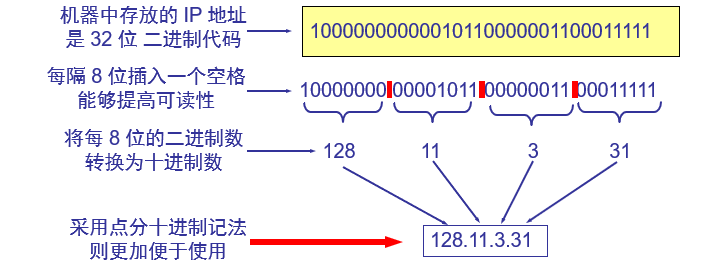 机器中存放的 IP 地址
是 32 位 二进制代码
10000000000010110000001100011111
每隔 8 位插入一个空格
能够提高可读性
10000000 00001011 00000011 00011111
将每 8 位的二进制数
转换为十进制数
128 11 3 31
采用点分十进制记法
则更加便于使用
128.11.3.31